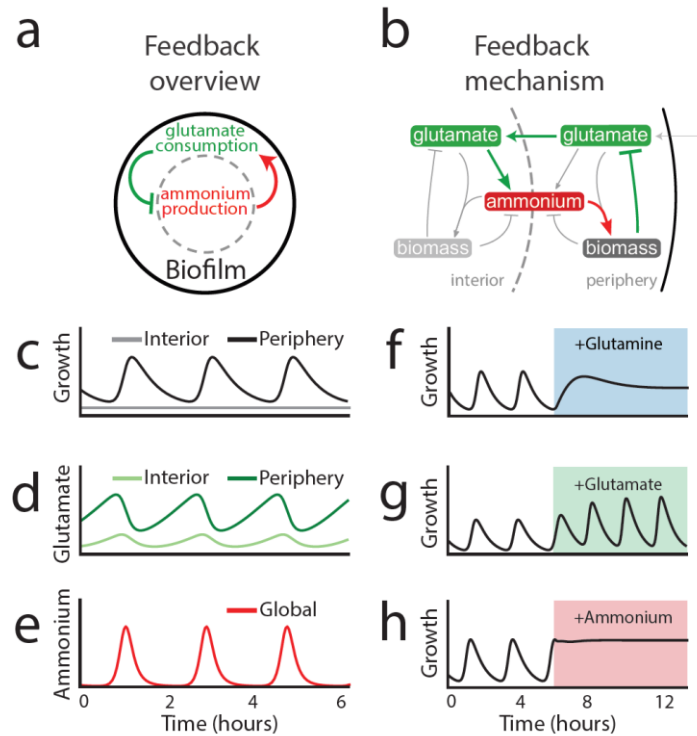 a
Feedback
overview
glutamate
consumption
ammonium
production
Biofilm
b
Feedback
mechanism
glutamate
glutamate
ammonium
biomass
biomass
interior
periphery
c
Growth
Interior
Periphery
d
Glutamate
Interior
Periphery
e
Ammonium
Global
0
2
4
6
Time (hours)
f
Growth
+Glutamine
g
Growth
+Glutamate
h
Growth
+Ammonium
0
4
8
12
Time (hours)